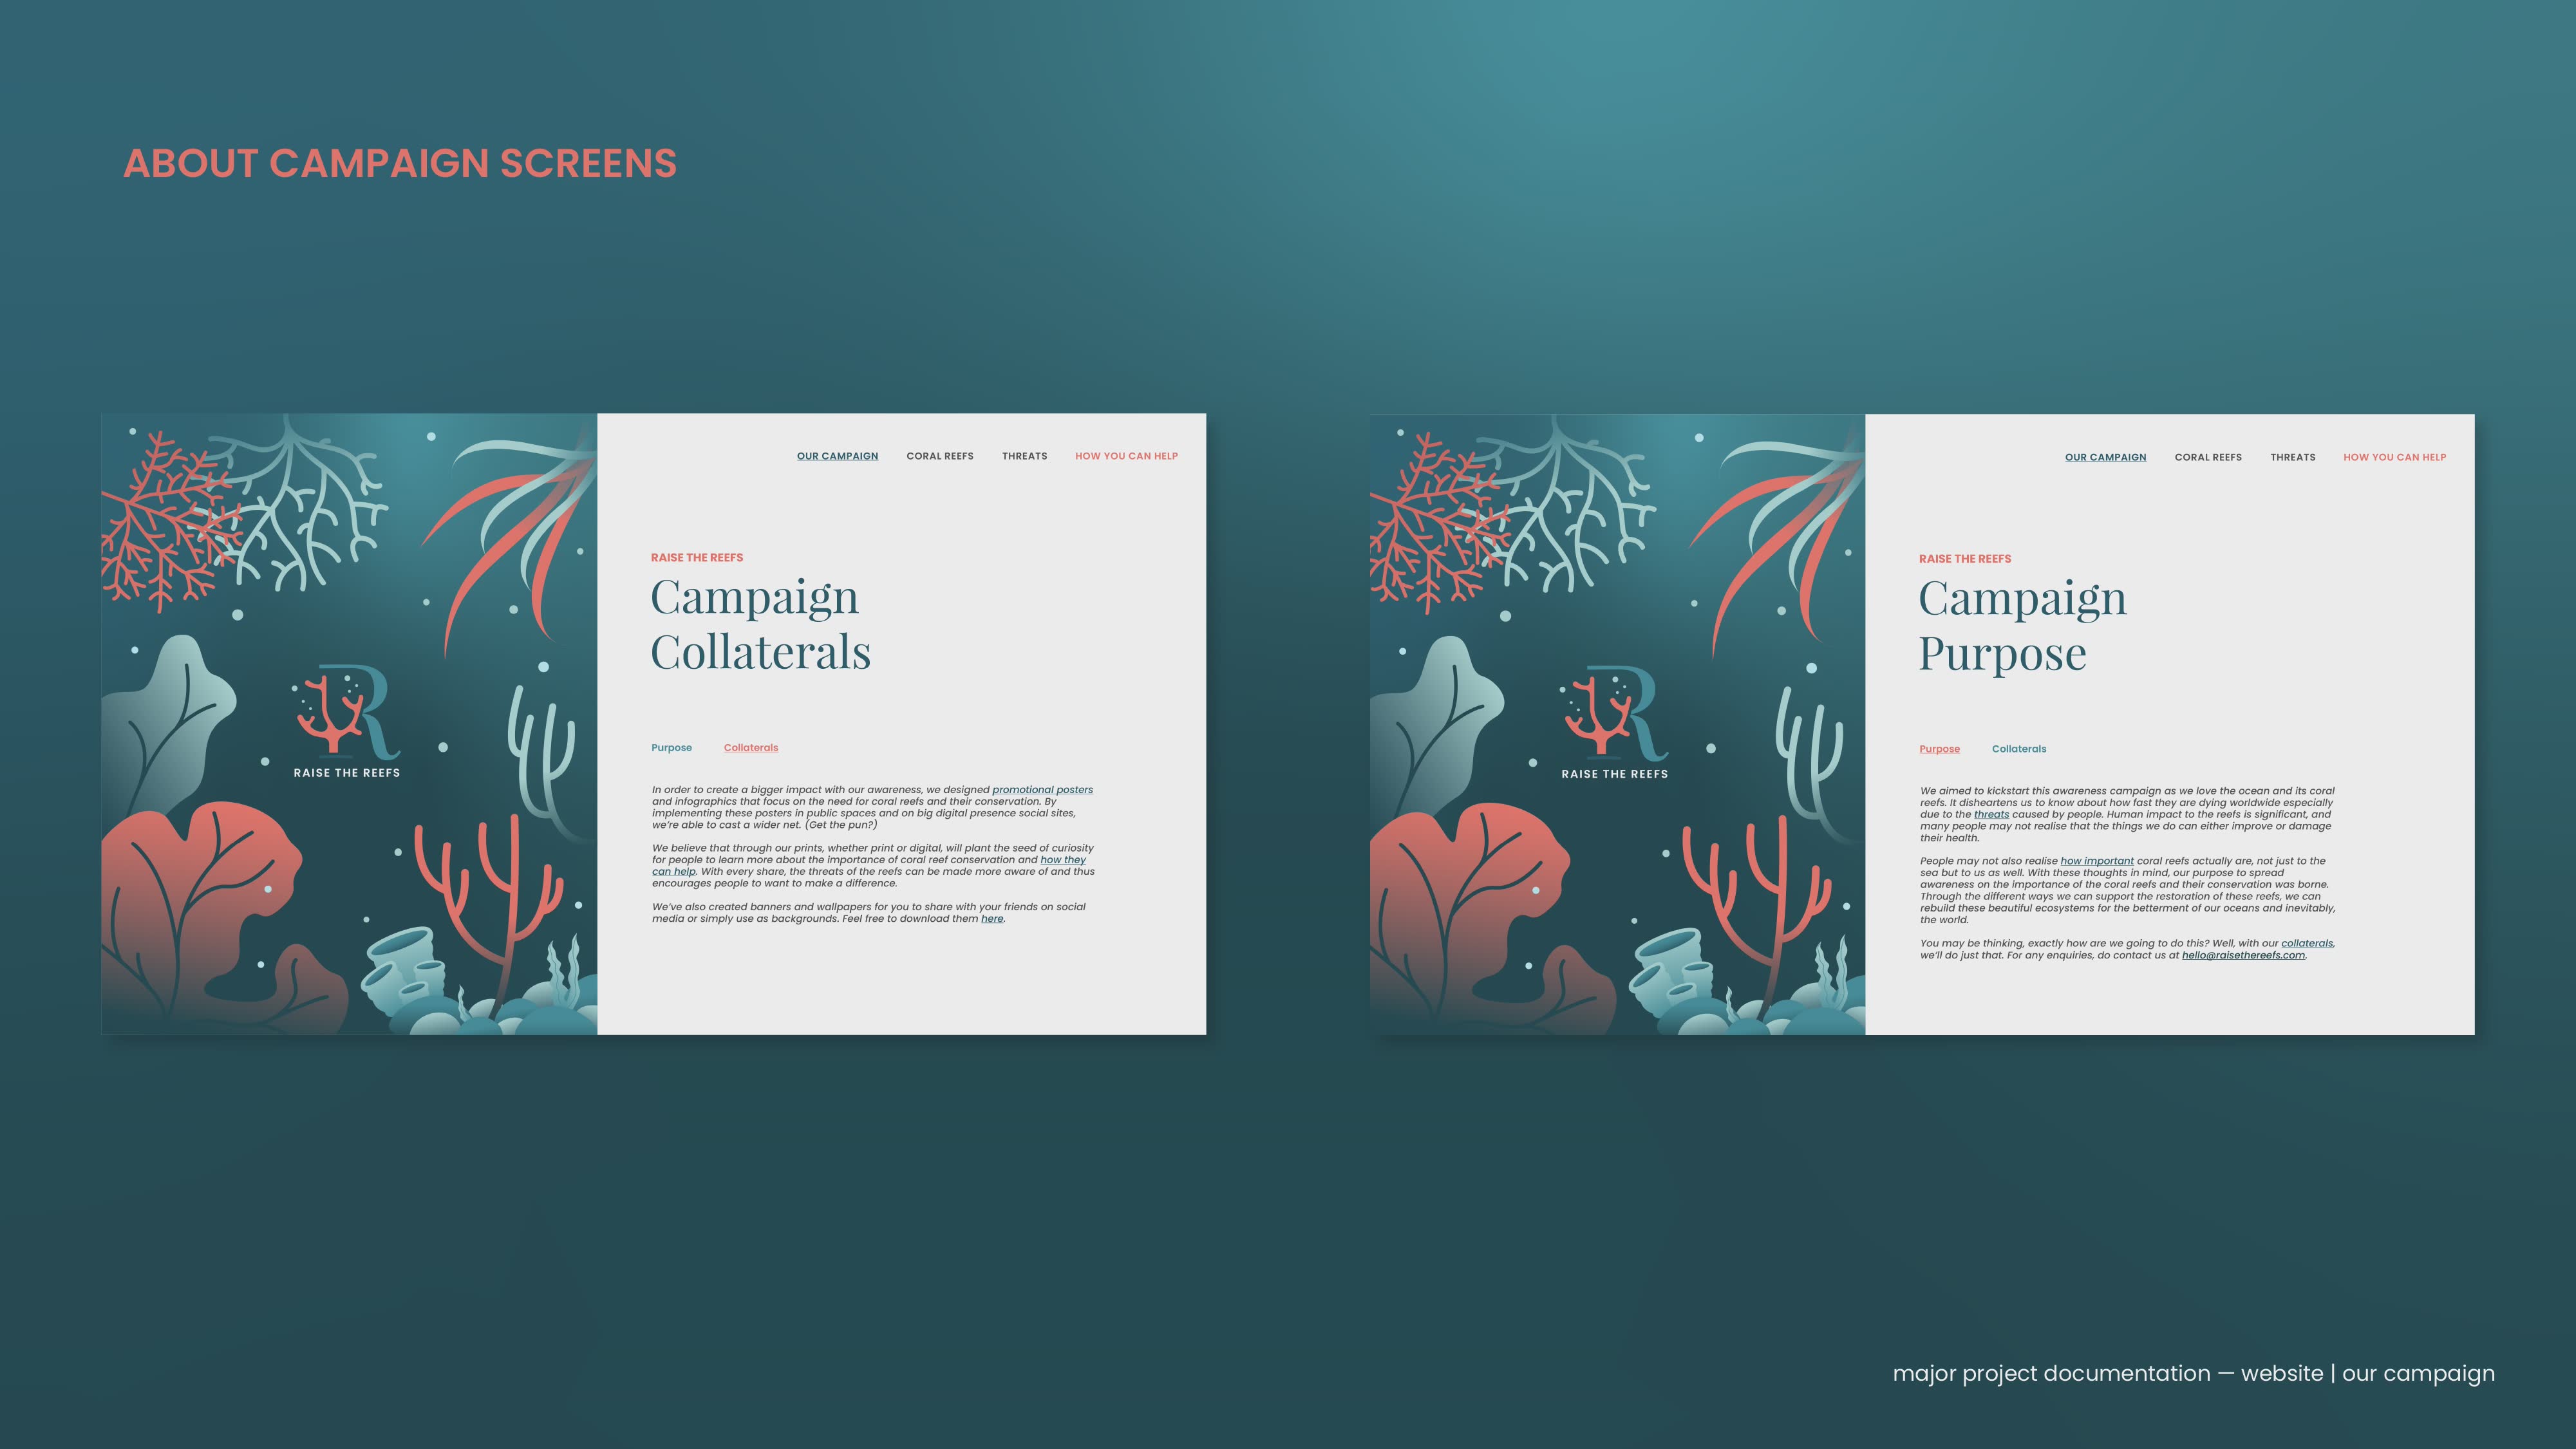 ABOUT CAMPAIGN SCREENS
RAISE THE REEFS
OUR CAMPAIGN CORAL REEFS THREATS HOW YOU CAN HELP
RAISE THE REEFS
Campaign
Collaterals
Purpose Collaterals
In order to create a bigger impact with our awareness, we designed promotional posters
and infographics that focus on the need for coral reefs and their conservation. By
implementing these posters in public spaces and on big digital presence social sites,
we're able to cast a wider net. (Get the pun?)
We believe that through our prints, whether print or digital, will plant the seed of curiosity
for people to learn more about the importance of coral reef conservation and how they
can help. With every share, the threats of the reefs can be made more aware of and thus
encourages people to want to make a difference.
We've also created banners and wallpapers for you to share with your friends on social
media or simply use as backgrounds. Feel free to download them here.
RAISE THE REEFS
OUR CAMPAIGN CORAL REEFS THREATS HOW YOU CAN HELP
RAISE THE REEFS
Campaign
Purpose
Purpose Collaterals
We aimed to kickstart this awareness campaign as we love the ocean and its coral
reefs. It disheartens us to know about how fast they are dying worldwide especially
due to the threats caused by people. Human impact to the reefs is significant, and
many people may not realise that the things we do can either improve or damage
their health.
People may not also realise how important coral reefs actually are, not just to the
sea but to us as well. With these thoughts in mind, our purpose to spread
awareness on the importance of the coral reefs and their conservation was borne.
Through the different ways we can support the restoration of these reefs, we can
rebuild these beautiful ecosystems for the betterment of our oceans and inevitably,
the world.
You may be thinking, exactly how are we going to do this? Well, with our collaterals,
we'll do just that. For any enquiries, do contact us at hello@raisethereefs.com.
major project documentation — website | our campaign